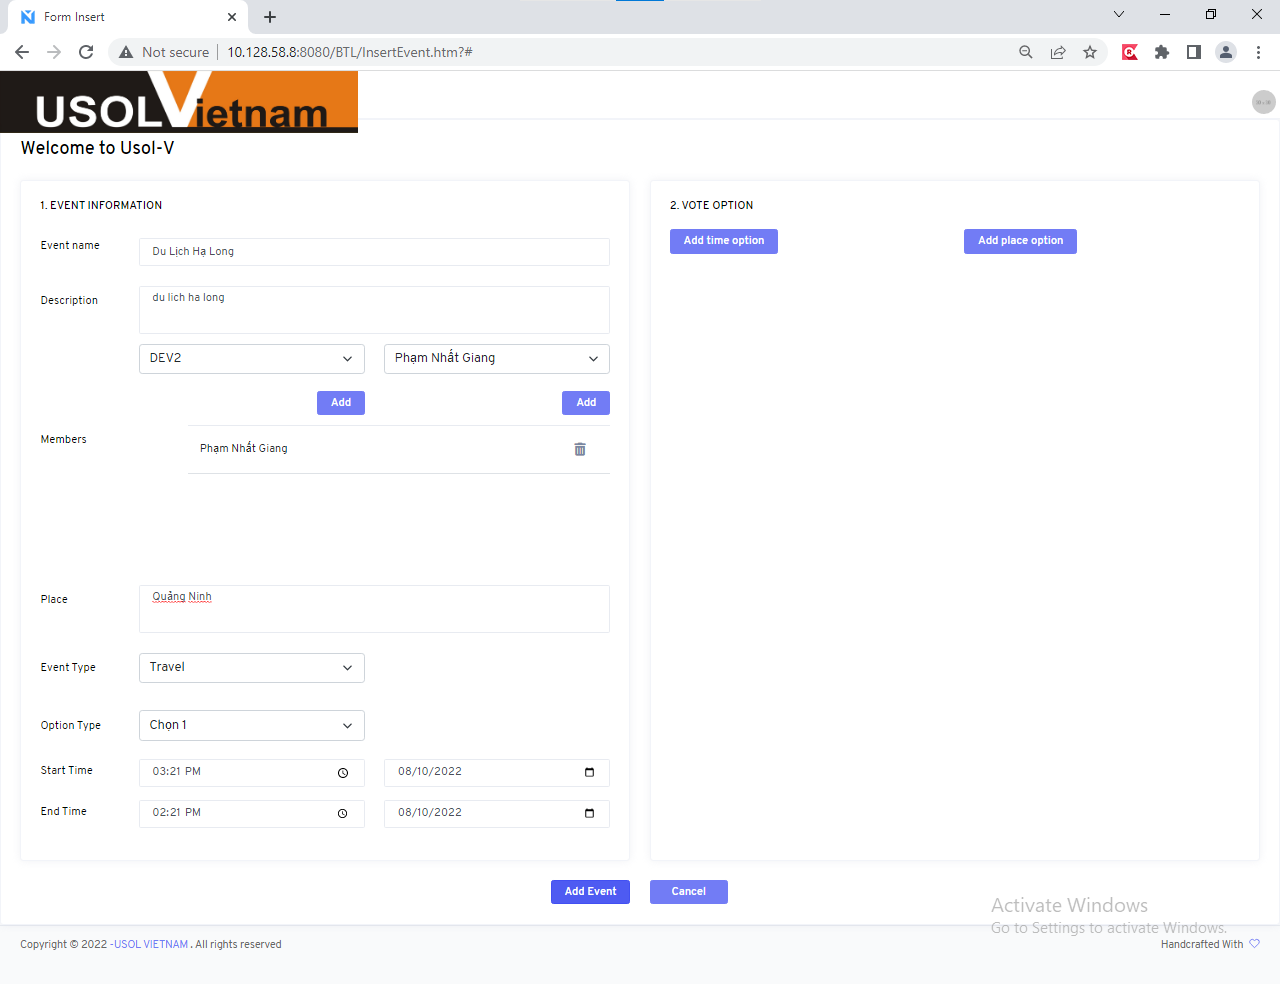 Form Insert
Not secure
10.128.58.8:8080/BTL/InsertEvent.htm?#
USOL Vietnam
Welcome to Usol-V
1. EVENT INFORMATION
Event name
Du Lịch Hạ Long
Description
du lich ha long
DEV2
Phạm Nhất Giang
Add
Add
Members
Phạm Nhất Giang
Place
Quảng Ninh
Event Type
Travel
Option Type
Chọn 1
Start Time
03:21 PM
08/10/2022
End Time
02:21 PM
08/10/2022
2. VOTE OPTION
Add time option
Add place option
Add Event
Cancel
Activate Windows
Go to Settings to activate Windows.
Copyright © 2022 -USOL VIETNAM . All rights reserved
Handcrafted With